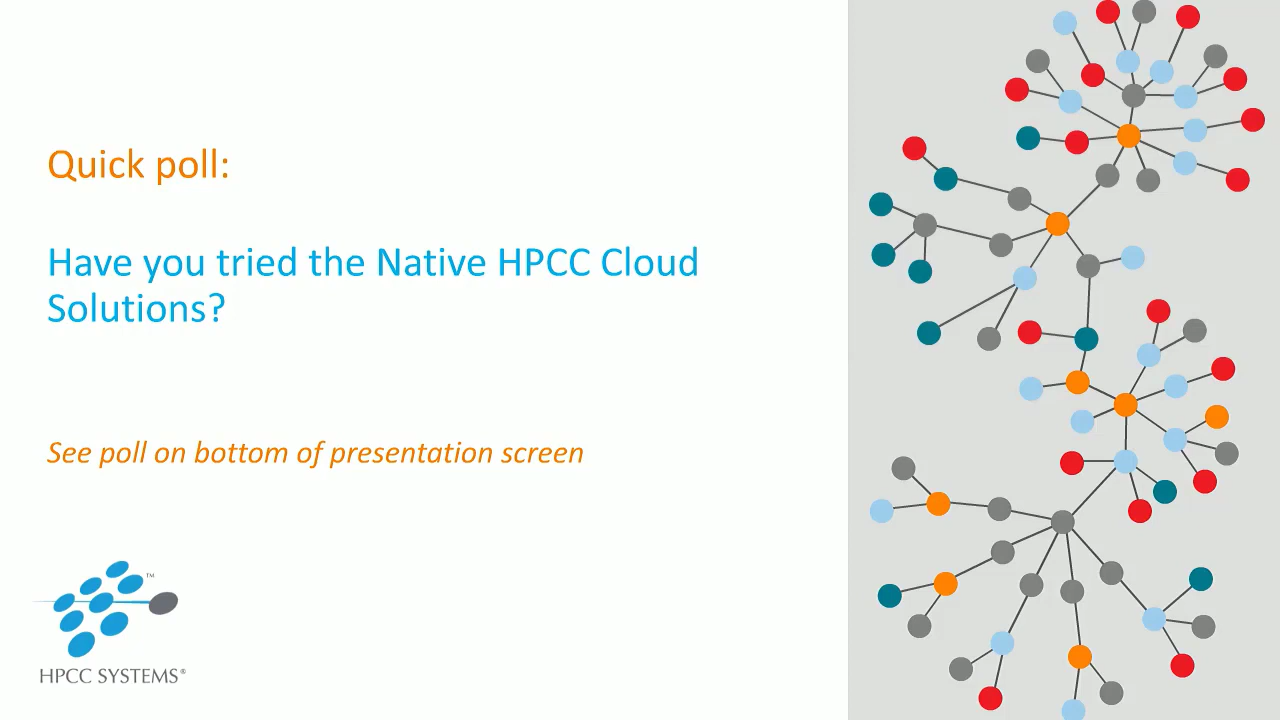 Quick poll:
Have you tried the Native HPCC Cloud
Solutions?
See poll on bottom of presentation screen
™
HPCC SYSTEMS®